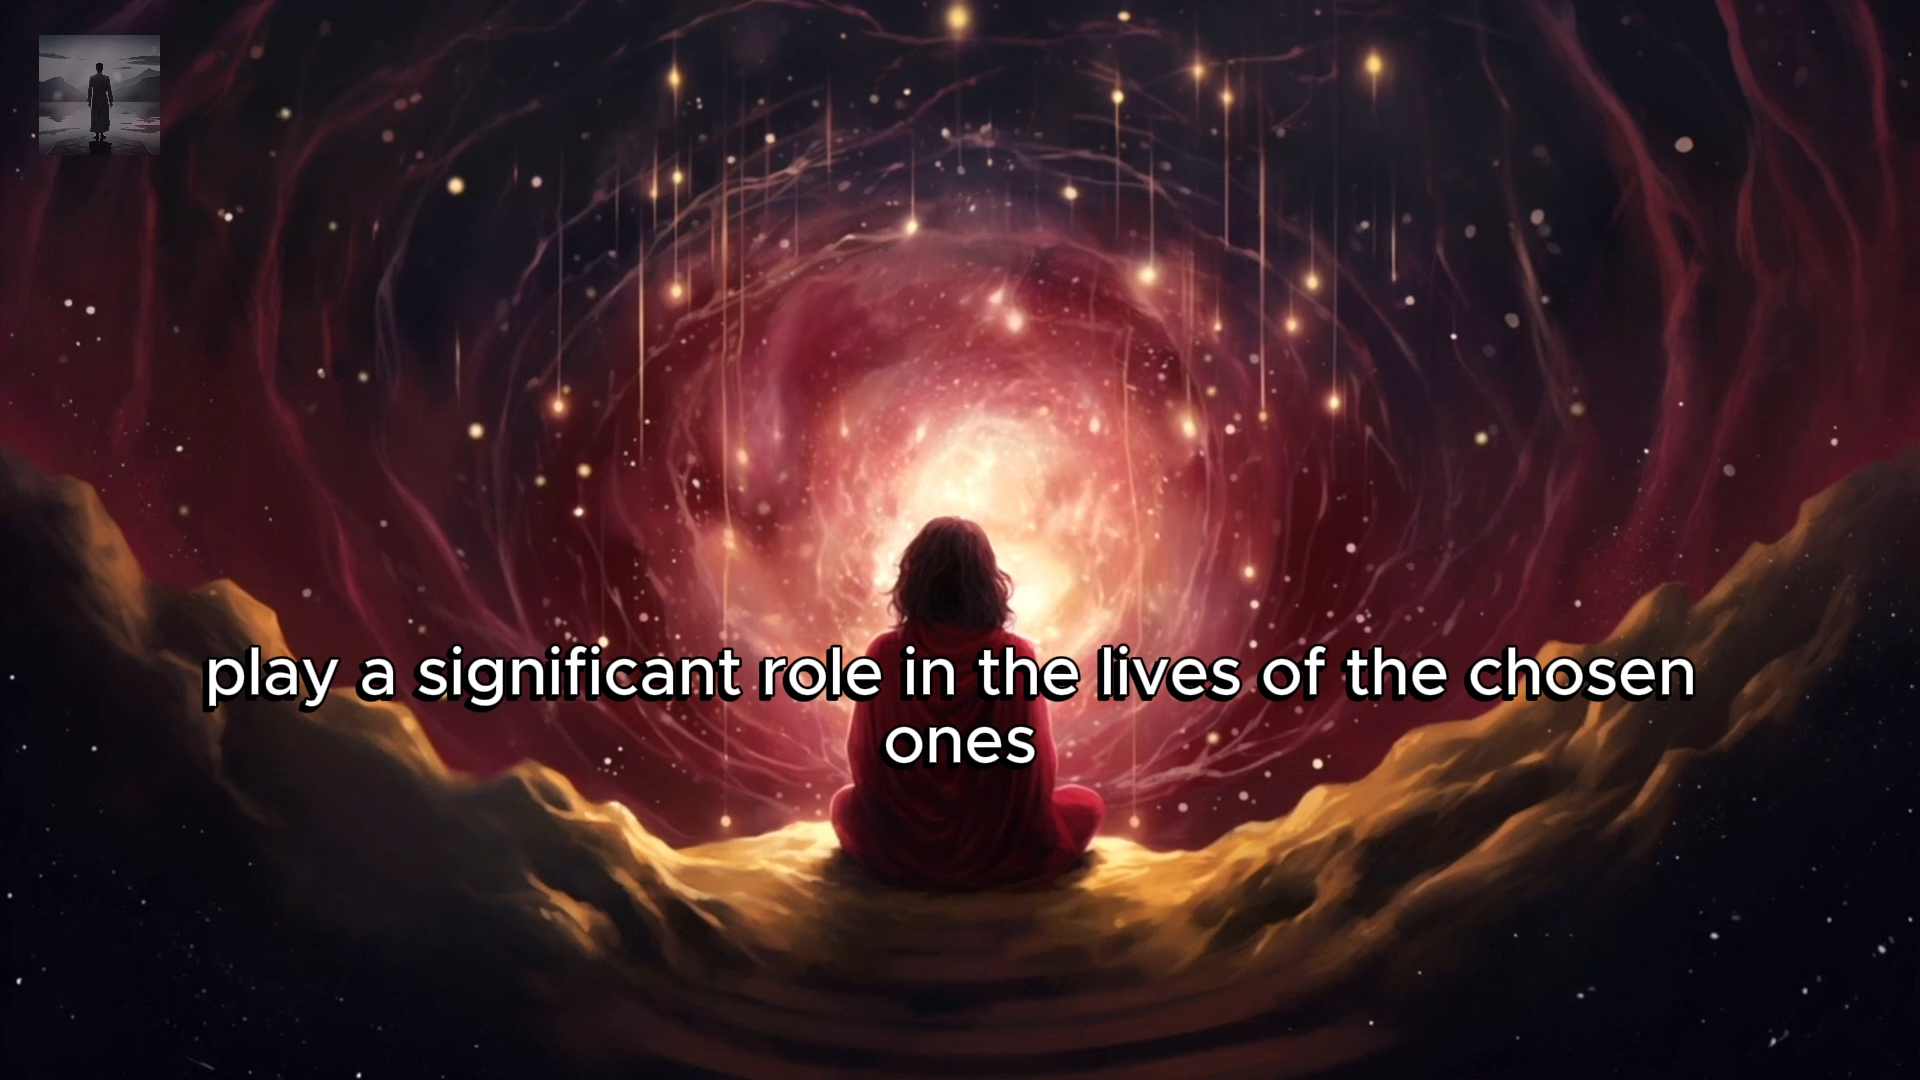 play a significant role in the lives of the chosen
ones